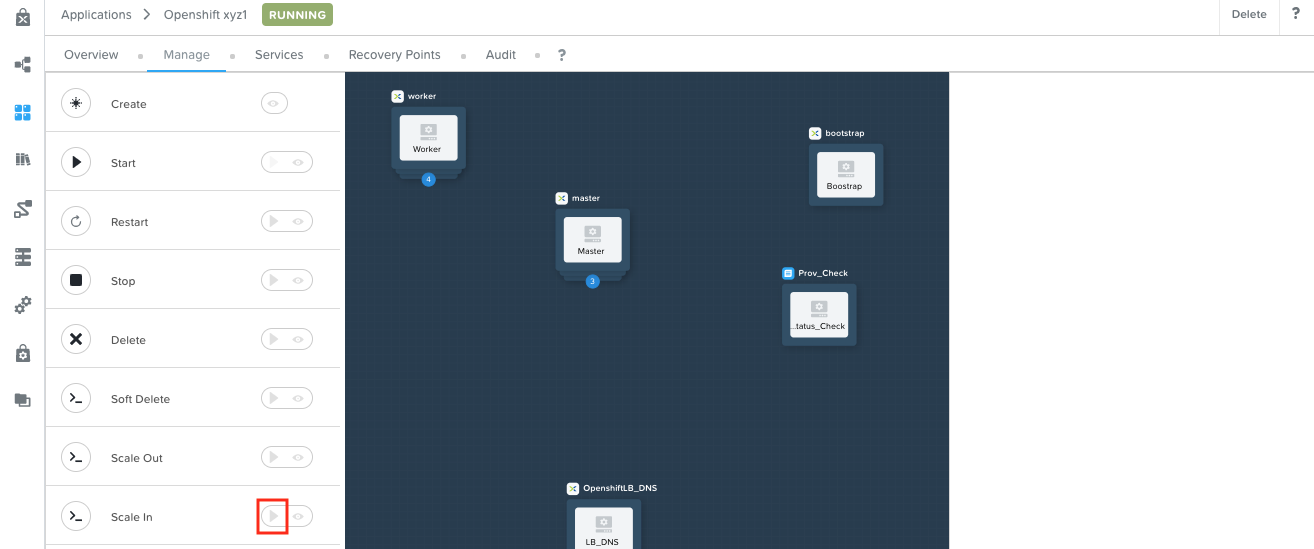 Applications > Openshift xyz1 RUNNING Delete ?
Overview Manage Services Recovery Points Audit ?
Create
Start
Restart
Stop
Delete
Soft Delete
Scale Out
Scale In
worker
Worker
4
master
Master
3
bootstrap
Boostrap
Prov_Check
...tatus_Check
OpenshiftLB_DNS
LB_DNS